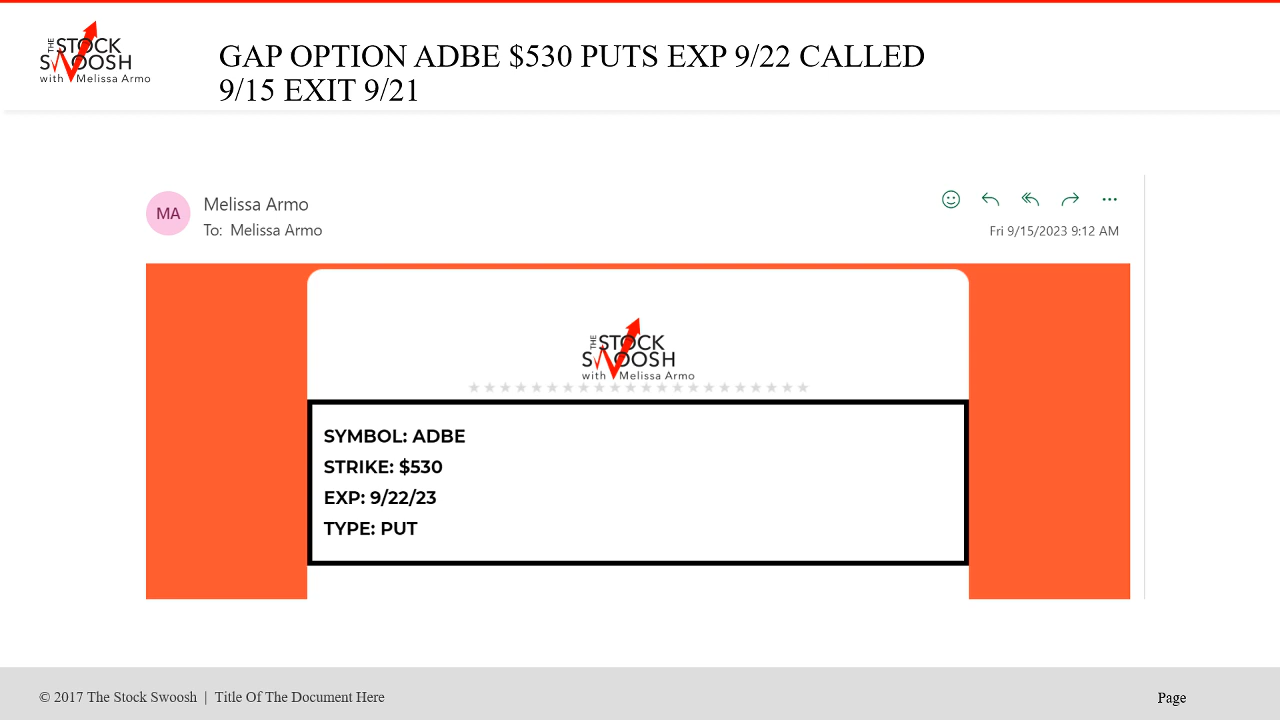 THE
STOCK
SWOOSH
with Melissa Armo
GAP OPTION ADBE $530 PUTS EXP 9/22 CALLED
9/15 EXIT 9/21
MA
Melissa Armo
To: Melissa Armo
Fri 9/15/2023 9:12 AM
THE
STOCK
SWOOSH
with Melissa Armo
SYMBOL: ADBE
STRIKE: $530
EXP: 9/22/23
TYPE: PUT
© 2017 The Stock Swoosh | Title Of The Document Here
Page